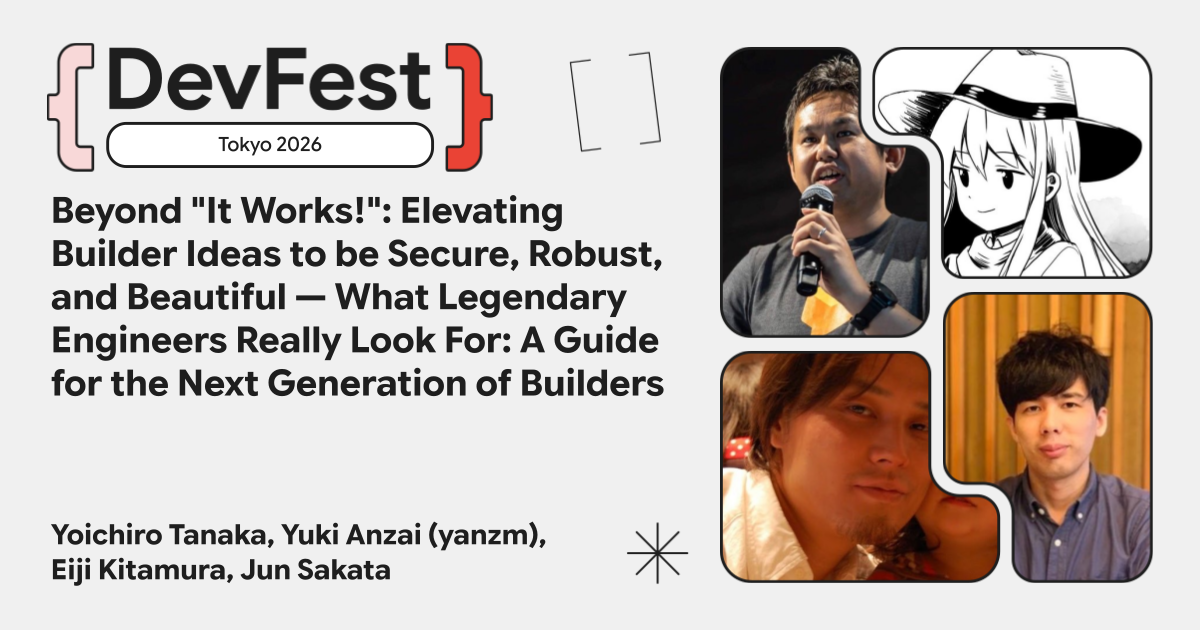 DevFest
Tokyo 2026
Beyond "It Works!": Elevating
Builder Ideas to be Secure, Robust,
and Beautiful — What Legendary
Engineers Really Look For: A Guide
for the Next Generation of Builders
Yoichiro Tanaka, Yuki Anzai (yanzm),
Eiji Kitamura, Jun Sakata